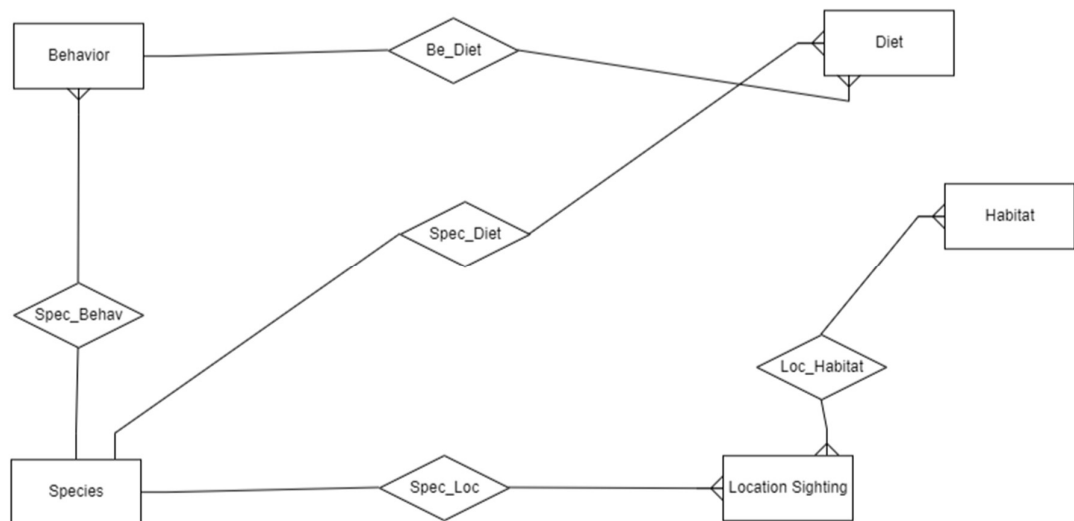 Behavior
Be_Diet
Diet
Habitat
Spec_Diet
Spec_Behav
Loc_Habitat
Species
Spec_Loc
Location Sighting